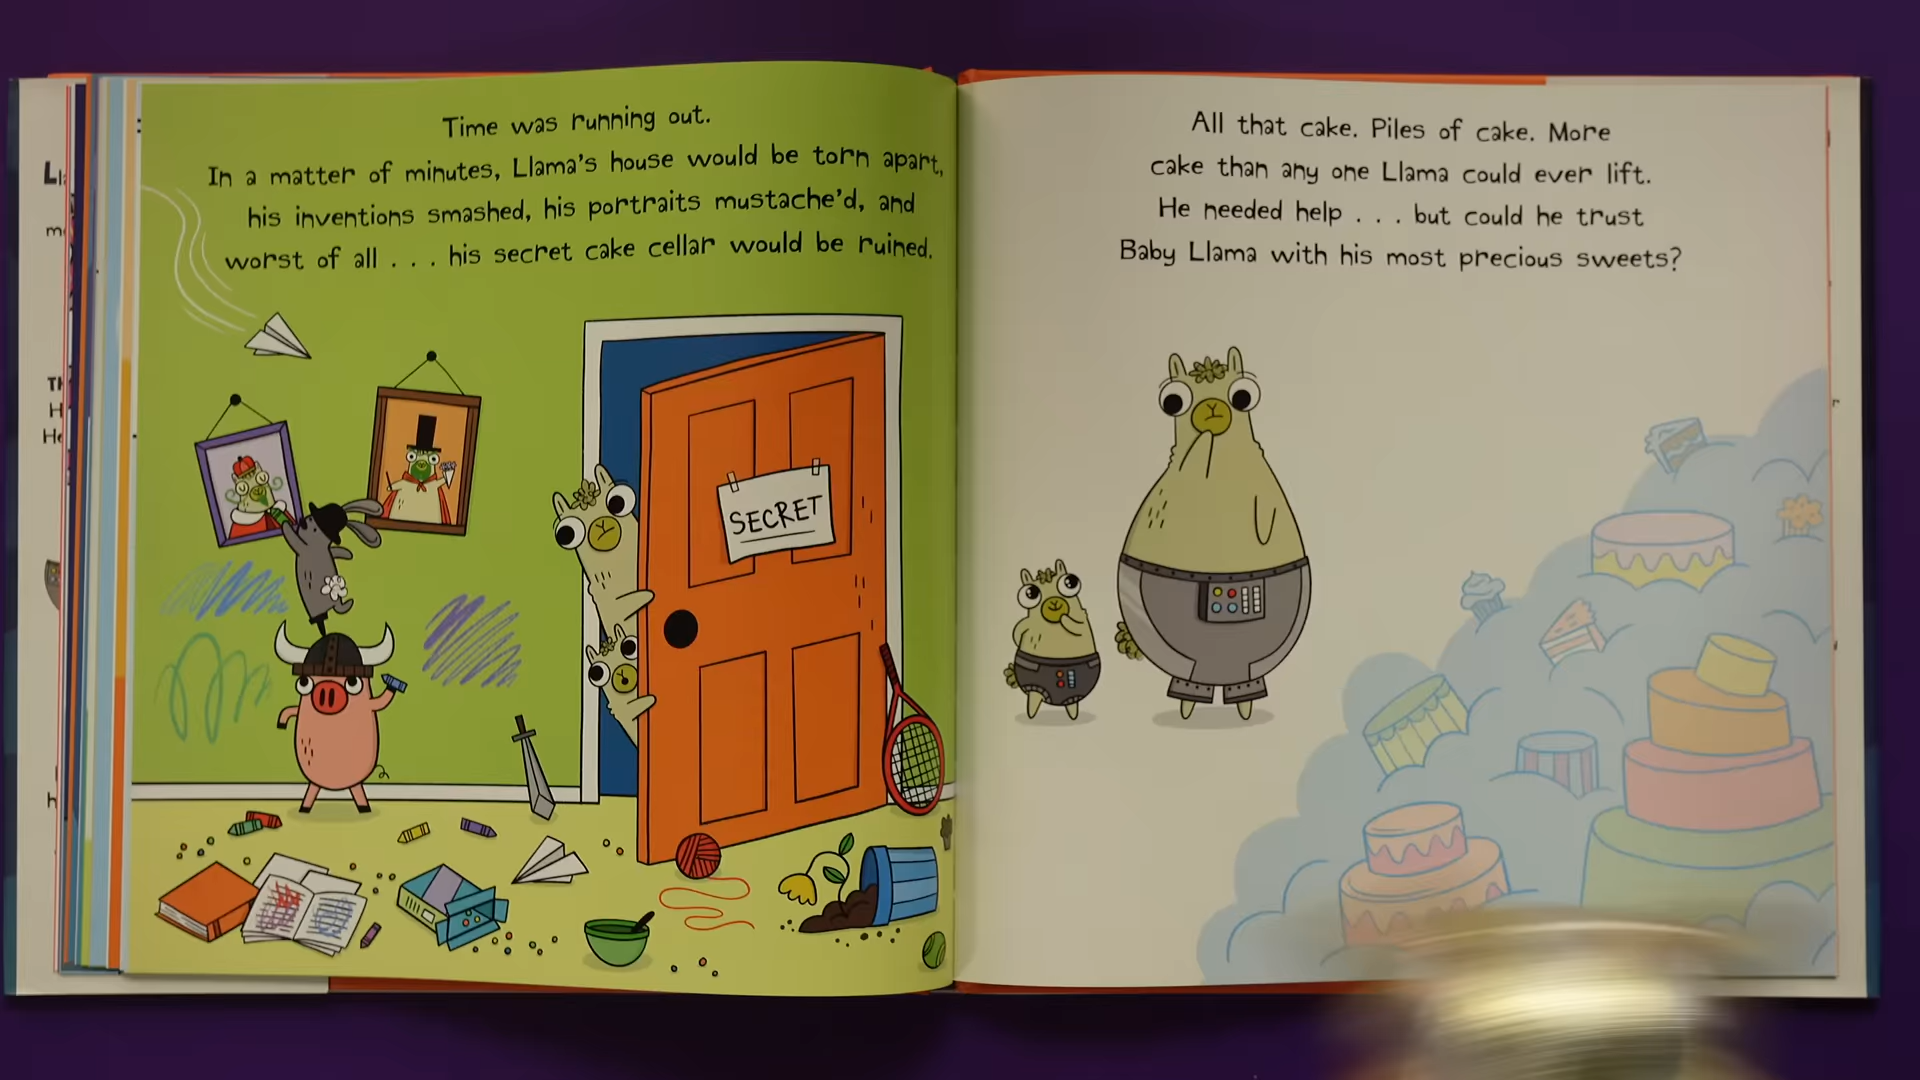 Time was running out.
In a matter of minutes, Llama's house would be torn apart,
his inventions smashed, his portraits mustache'd, and
worst of all . . . his secret cake cellar would be ruined.
SECRET
All that cake. Piles of cake. More
cake than any one Llama could ever lift.
He needed help . . . but could he trust
Baby Llama with his most precious sweets?